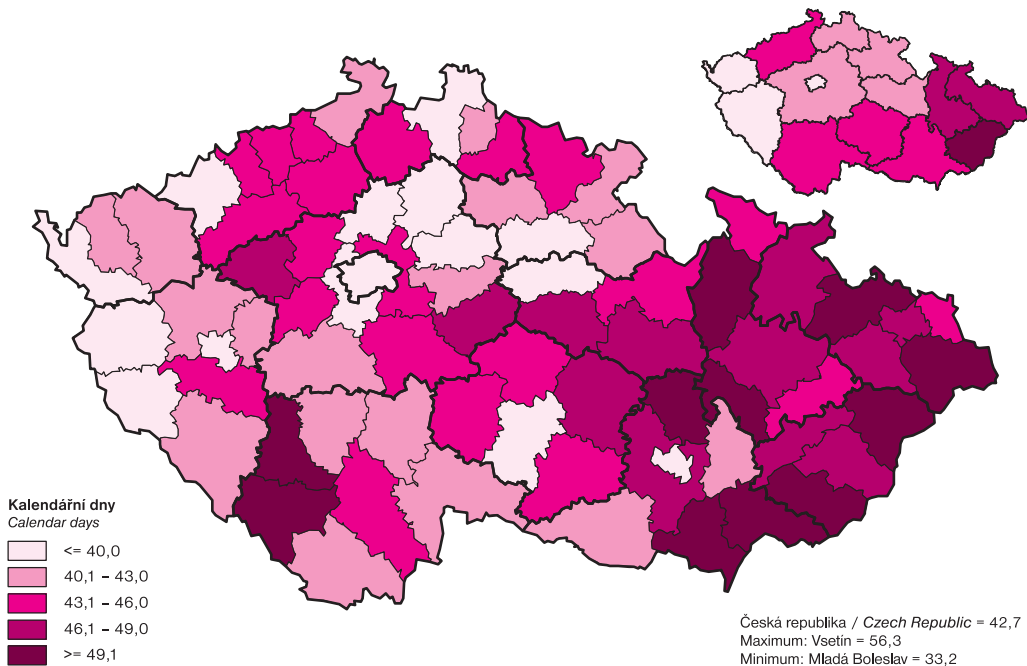 Kalendářní dny
Calendar days
<= 40,0
40,1 – 43,0
43,1 – 46,0
46,1 – 49,0
>= 49,1
Česká republika / Czech Republic = 42,7
Maximum: Vsetín = 56,3
Minimum: Mladá Boleslav = 33,2